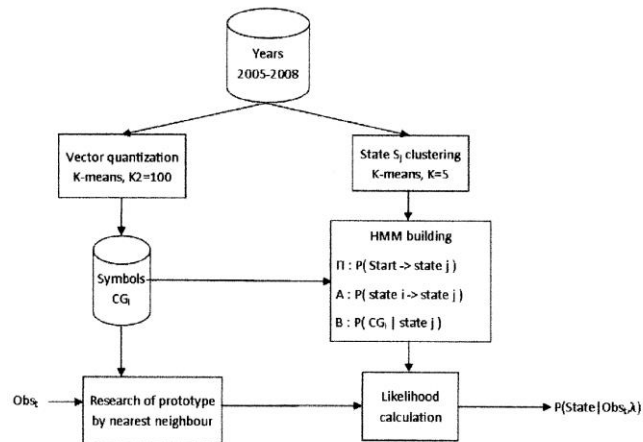 Years
2005-2008
Vector quantization
K-means, K2=100
State Sj clustering
K-means, K=5
HMM building
Π : P( Start -> state j )
A : P( state i -> state j )
B : P( CGi | state j )
Symbols
CGi
Obst
Research of prototype
by nearest neighbour
Likelihood
calculation
P(State|Obst,λ)